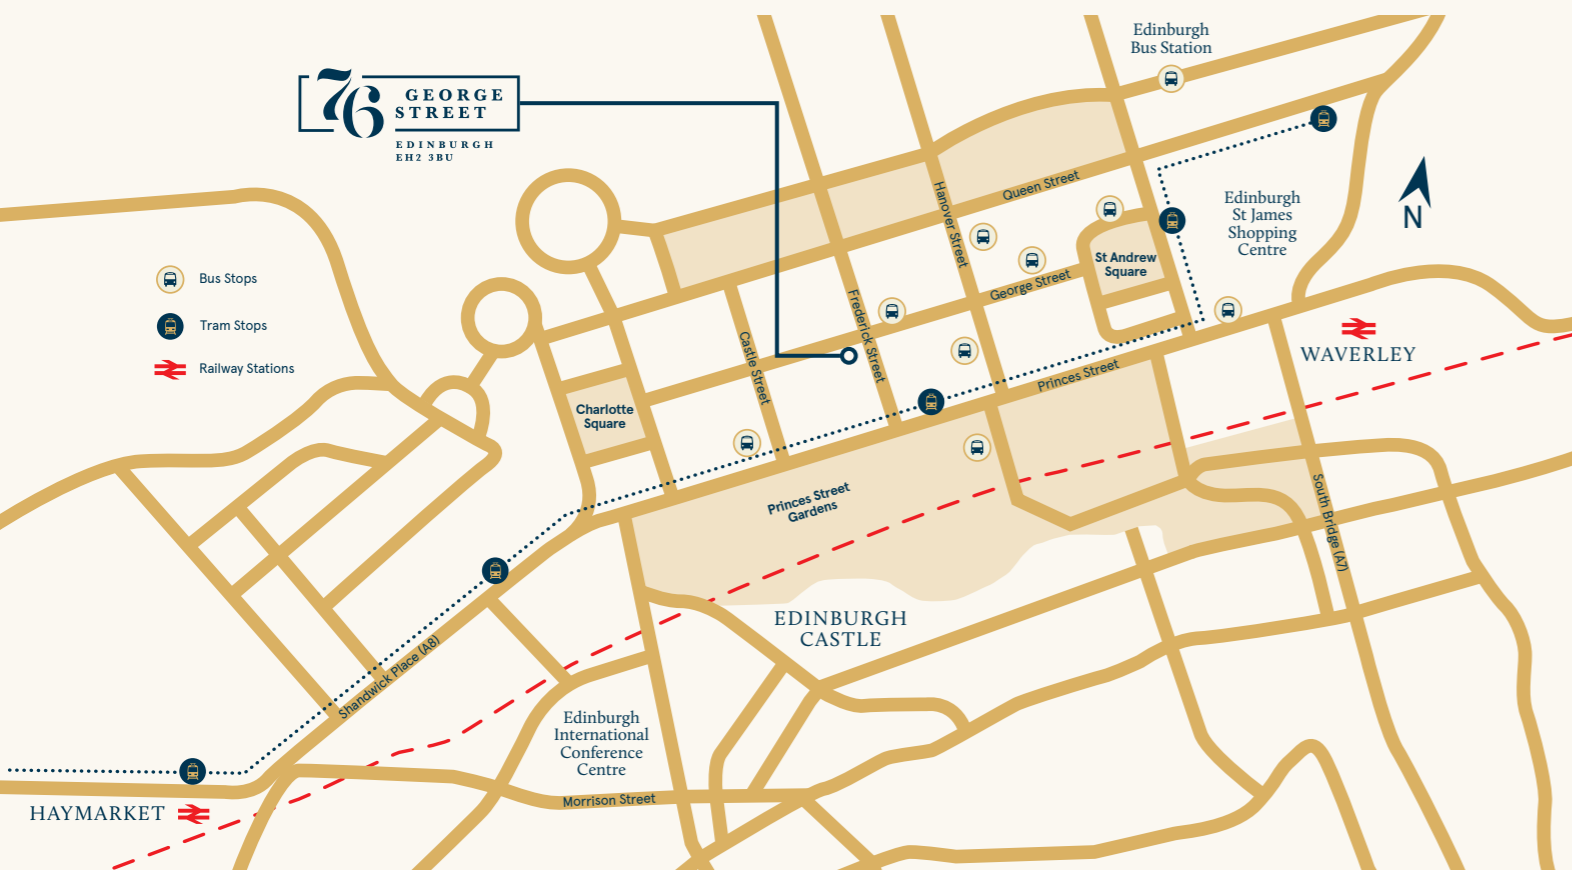 Edinburgh
Bus Station
76 GEORGE
STREET
EDINBURGH
EH2 3BU
Queen Street
Hanover Street
Edinburgh
St James
Shopping
Centre
N
St Andrew
Square
George Street
Bus Stops
Tram Stops
Railway Stations
Frederick Street
Castle Street
WAVERLEY
Princes Street
Charlotte
Square
Princes Street
Gardens
South Bridge (A7)
EDINBURGH
CASTLE
Shandwick Place (A8)
Edinburgh
International
Conference
Centre
Morrison Street
HAYMARKET